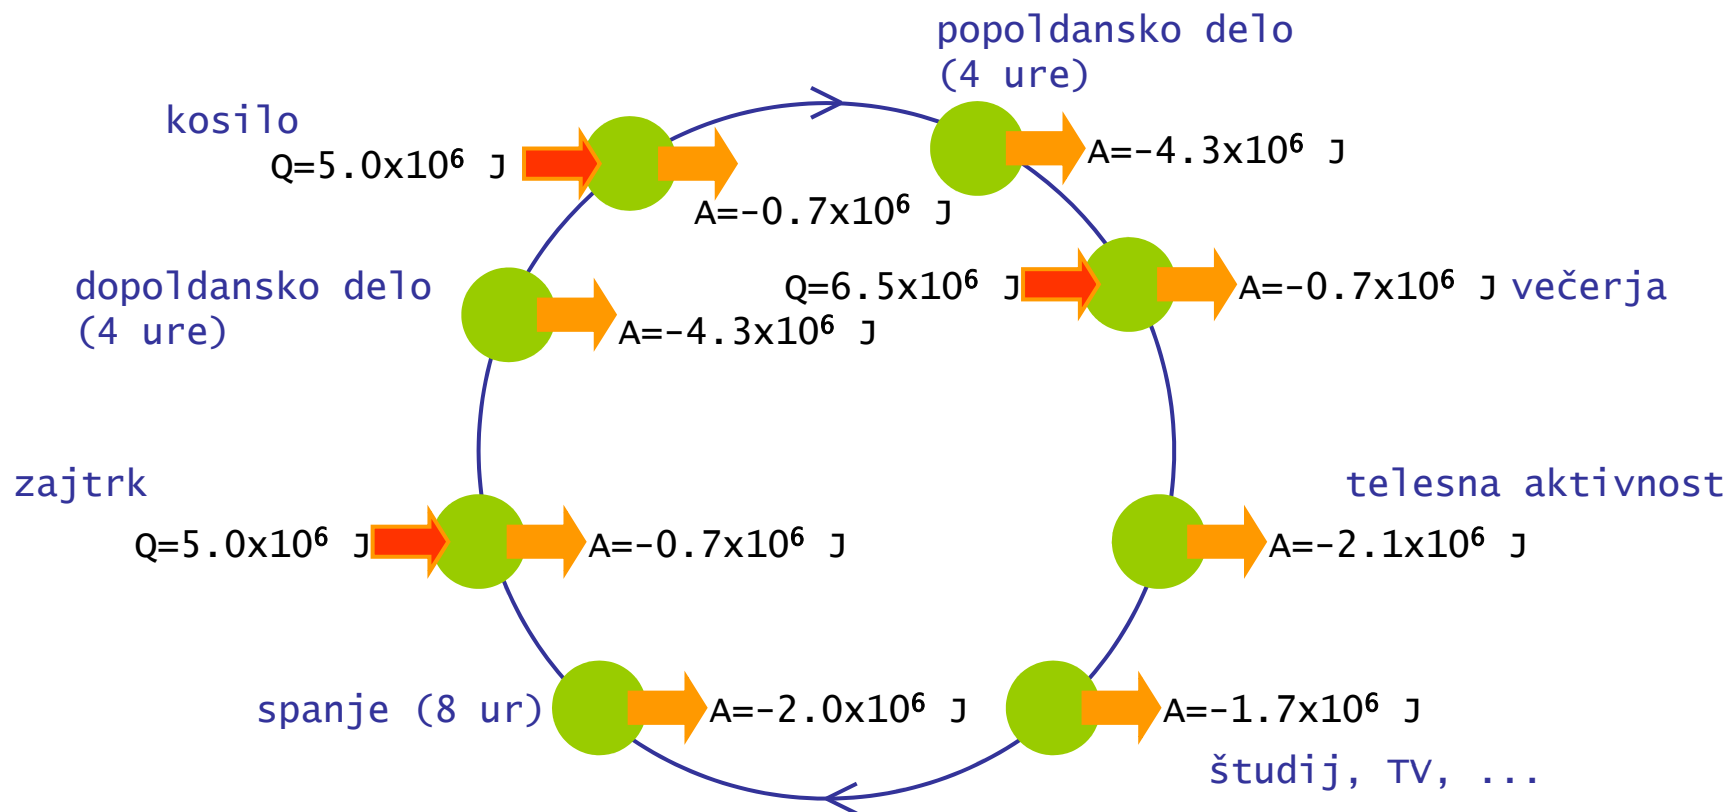 popoldansko delo
(4 ure)
kosilo
Q=5.0x10⁶ J
A=-4.3x10⁶ J
A=-0.7x10⁶ J
dopoldansko delo
(4 ure)
Q=6.5x10⁶ J
A=-0.7x10⁶ J večerja
A=-4.3x10⁶ J
zajtrk
telesna aktivnost
Q=5.0x10⁶ J
A=-0.7x10⁶ J
A=-2.1x10⁶ J
spanje (8 ur)
A=-2.0x10⁶ J
A=-1.7x10⁶ J
študij, TV, ...